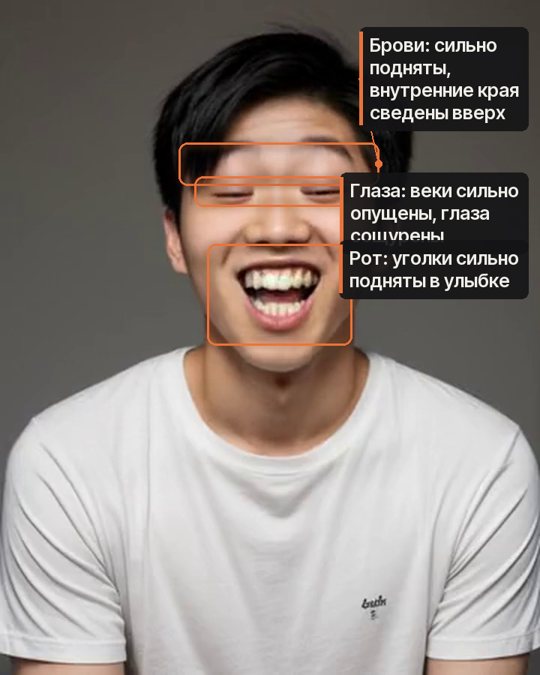 Брови: сильно
подняты,
внутренние края
сведены вверх
Глаза: веки сильно
опущены, глаза
сощурены
Рот: уголки сильно
подняты в улыбке